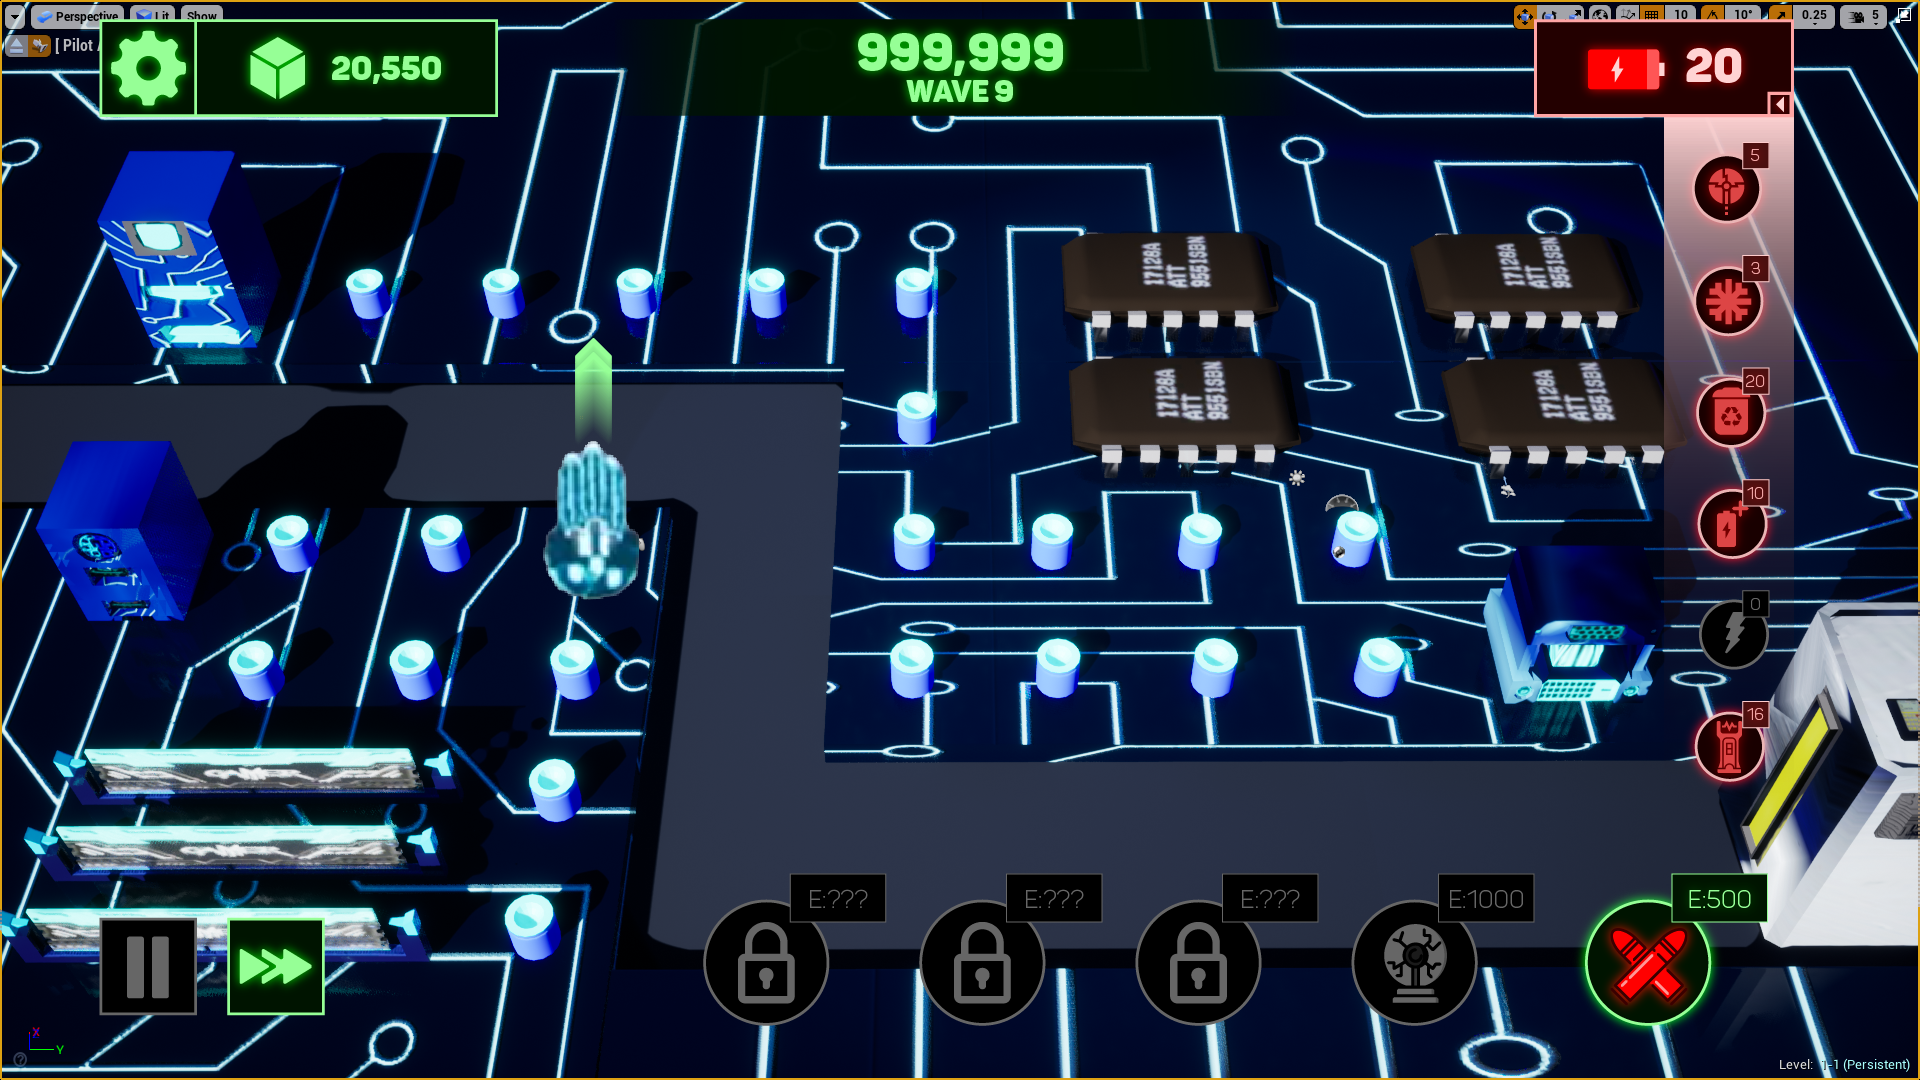 Perspective
Lit
Show
10
10°
0.25
5
[ Pilot A
20,550
999,999
WAVE 9
20
5
3
20
10
0
16
17128A
ATT
9551SBN
17128A
ATT
9551SBN
17128A
ATT
9551SBN
17128A
ATT
9551SBN
E:???
E:???
E:???
E:1000
E:500
X
Y
Level: 1-1 (Persistent)